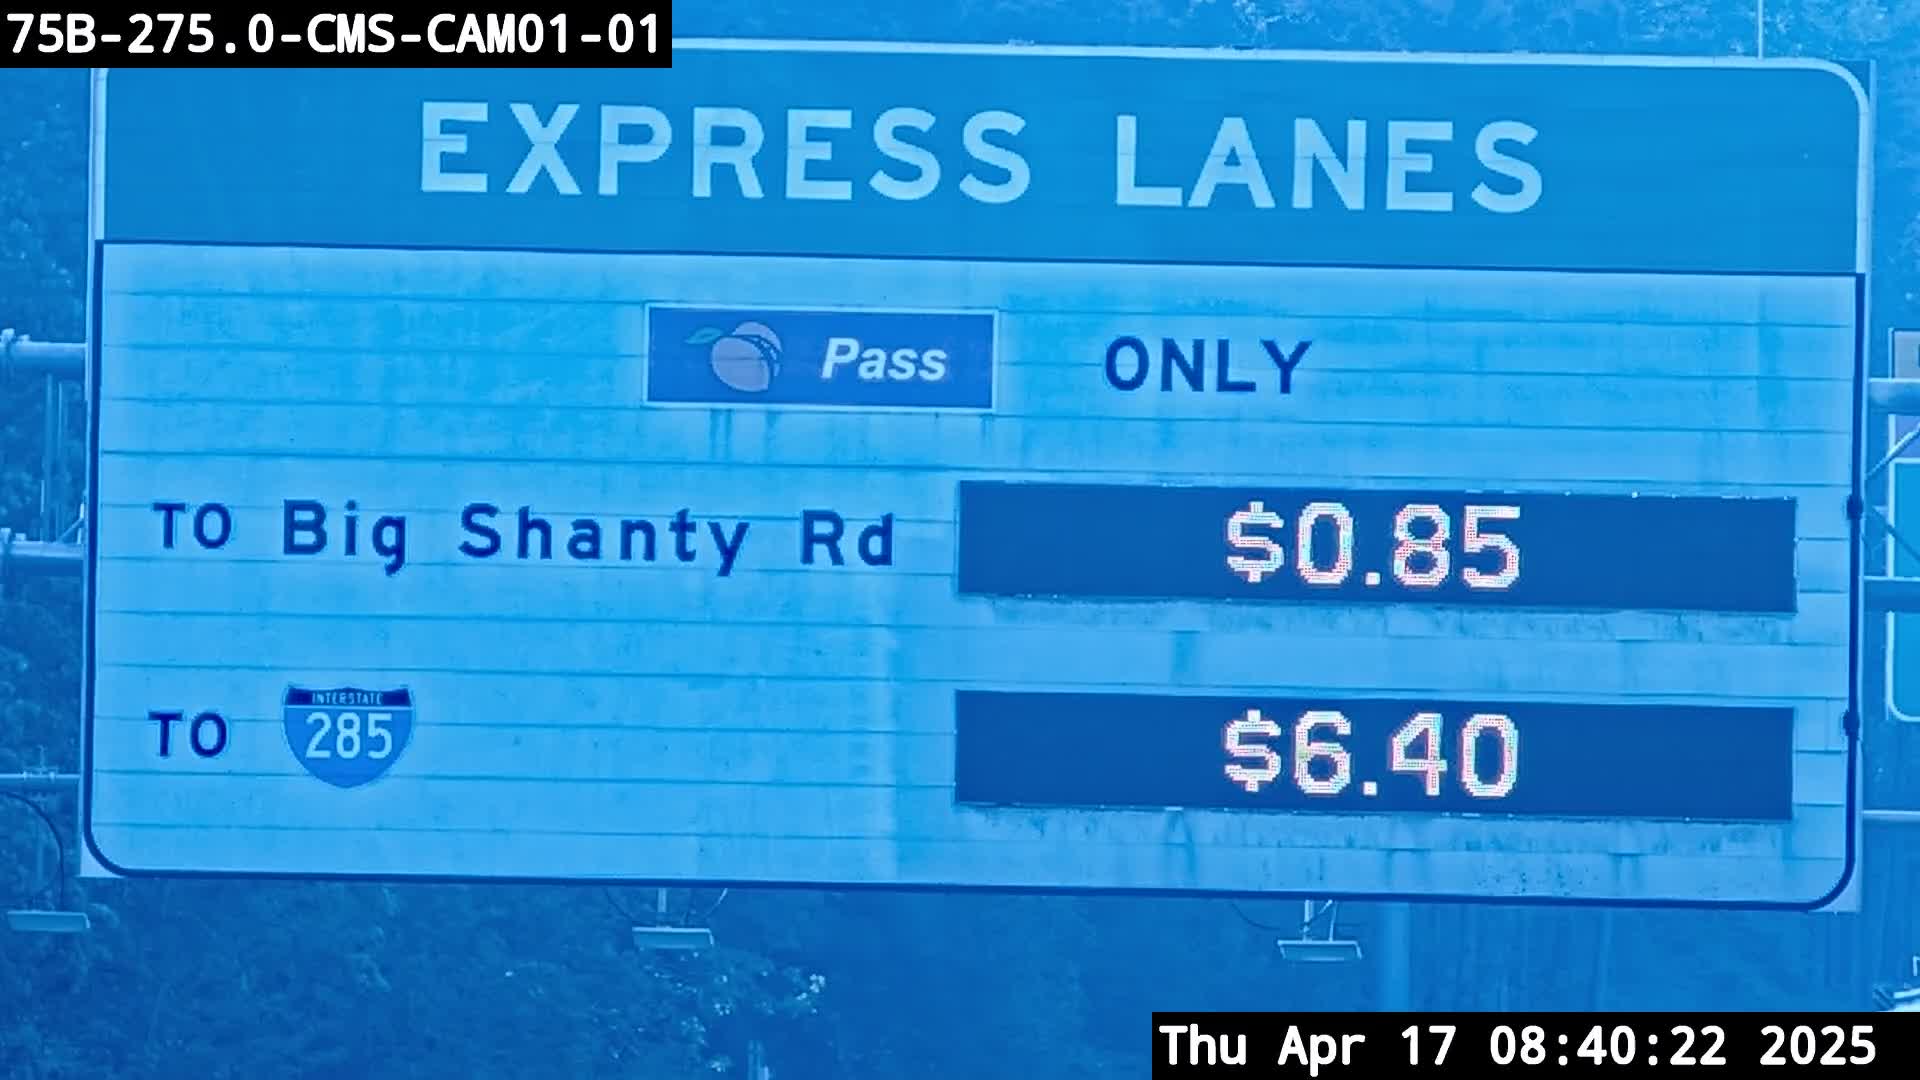 75B-275.0-CMS-CAM01-01
EXPRESS LANES
Pass ONLY
TO Big Shanty Rd $0.85
TO INTERSTATE 285 $6.40
Thu Apr 17 08:40:22 2025